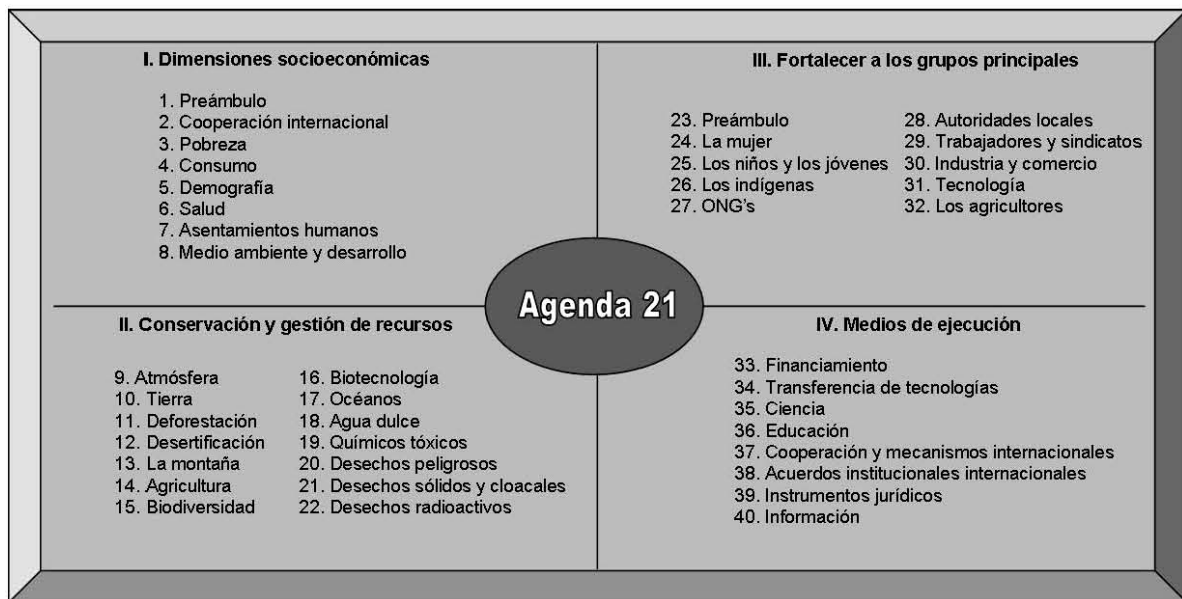 I. Dimensiones socioeconómicas
1. Preámbulo
2. Cooperación internacional
3. Pobreza
4. Consumo
5. Demografía
6. Salud
7. Asentamientos humanos
8. Medio ambiente y desarrollo
III. Fortalecer a los grupos principales
23. Preámbulo
24. La mujer
25. Los niños y los jóvenes
26. Los indígenas
27. ONG's
28. Autoridades locales
29. Trabajadores y sindicatos
30. Industria y comercio
31. Tecnología
32. Los agricultores
Agenda 21
II. Conservación y gestión de recursos
9. Atmósfera
10. Tierra
11. Deforestación
12. Desertificación
13. La montaña
14. Agricultura
15. Biodiversidad
16. Biotecnología
17. Océanos
18. Agua dulce
19. Químicos tóxicos
20. Desechos peligrosos
21. Desechos sólidos y cloacales
22. Desechos radioactivos
IV. Medios de ejecución
33. Financiamiento
34. Transferencia de tecnologías
35. Ciencia
36. Educación
37. Cooperación y mecanismos internacionales
38. Acuerdos institucionales internacionales
39. Instrumentos jurídicos
40. Información